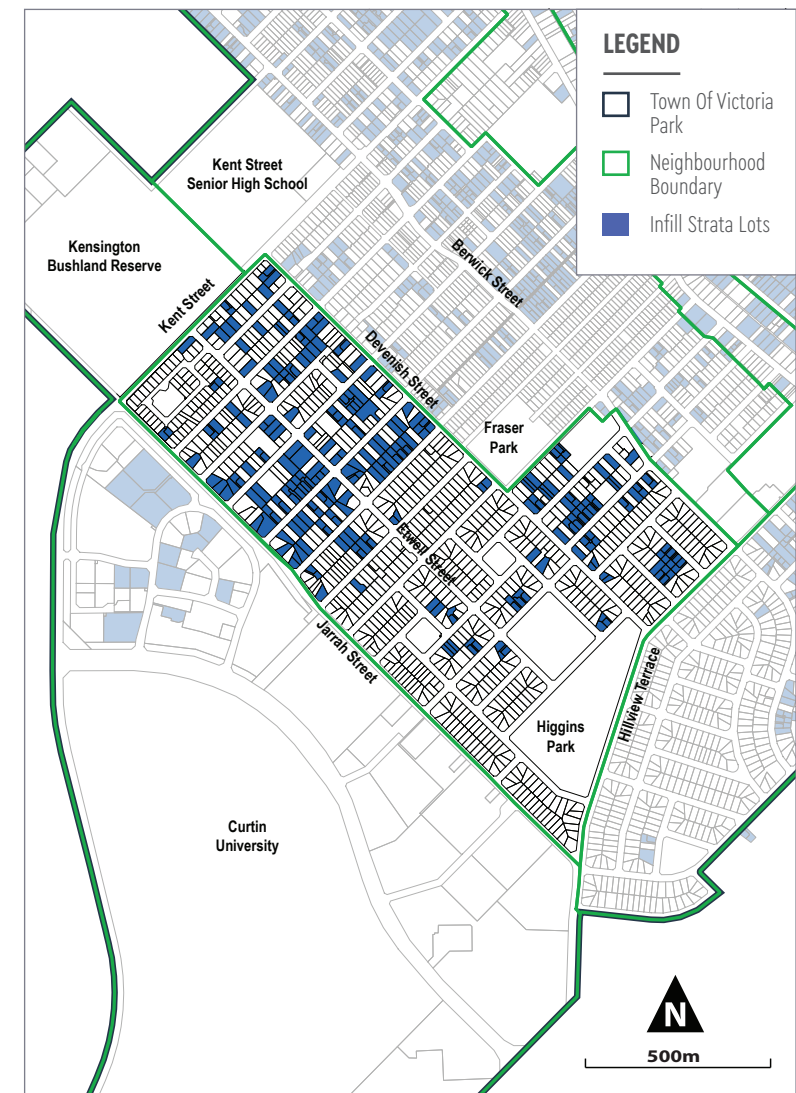 LEGEND
Town Of Victoria
Park
Neighbourhood
Boundary
Infill Strata Lots
Kent Street
Senior High School
Kensington
Bushland Reserve
Kent Street
Berwick Street
Devenish Street
Fraser
Park
Etwell Street
Jarrah Street
Hillview Terrace
Higgins
Park
Curtin
University
N
500m